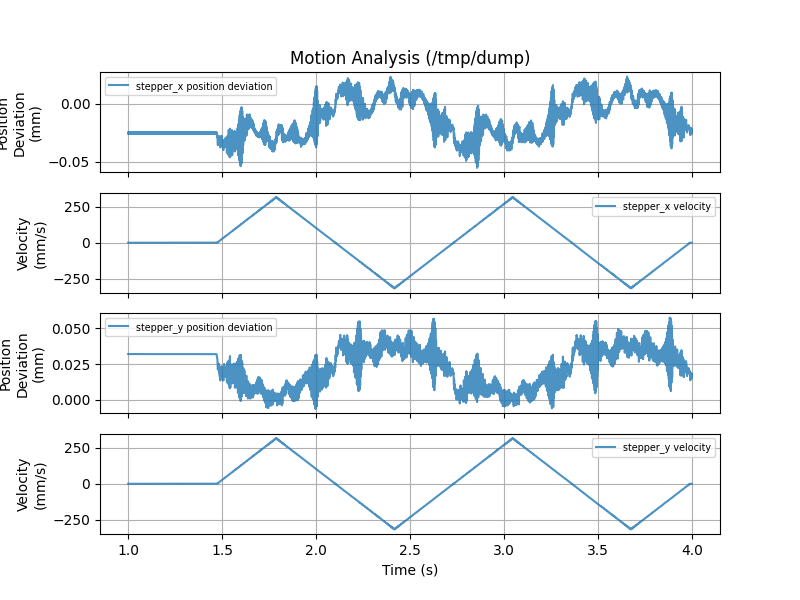 Motion Analysis (/tmp/dump)
Position
Deviation
(mm)
0.00
−0.05
stepper_x position deviation
Velocity
(mm/s)
250
0
−250
stepper_x velocity
Position
Deviation
(mm)
0.050
0.025
0.000
stepper_y position deviation
Velocity
(mm/s)
250
0
−250
stepper_y velocity
1.0 1.5 2.0 2.5 3.0 3.5 4.0
Time (s)